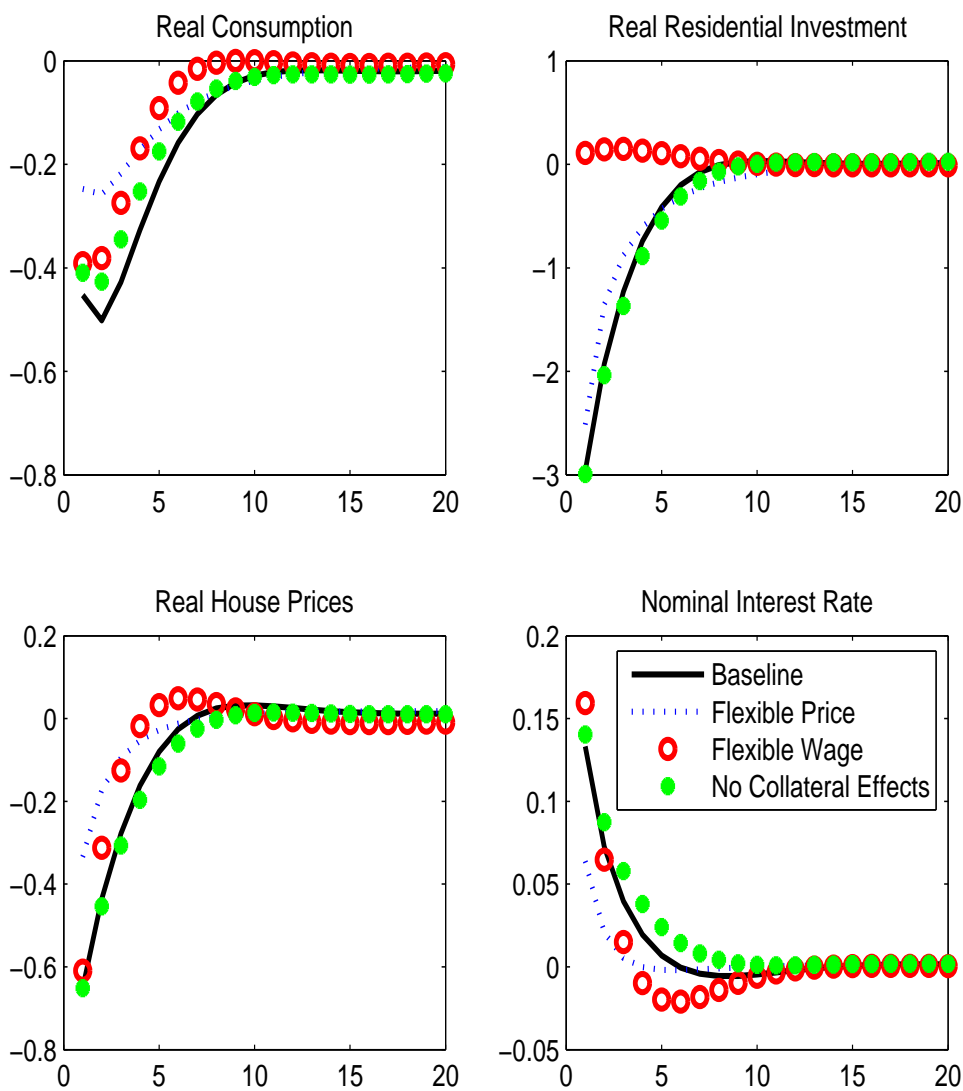 Real Consumption
0
−0.2
−0.4
−0.6
−0.8
0 5 10 15 20
Real Residential Investment
1
0
−1
−2
−3
0 5 10 15 20
Real House Prices
0.2
0
−0.2
−0.4
−0.6
−0.8
0 5 10 15 20
Nominal Interest Rate
0.2
0.15
0.1
0.05
0
−0.05
0 5 10 15 20
Baseline
Flexible Price
Flexible Wage
No Collateral Effects